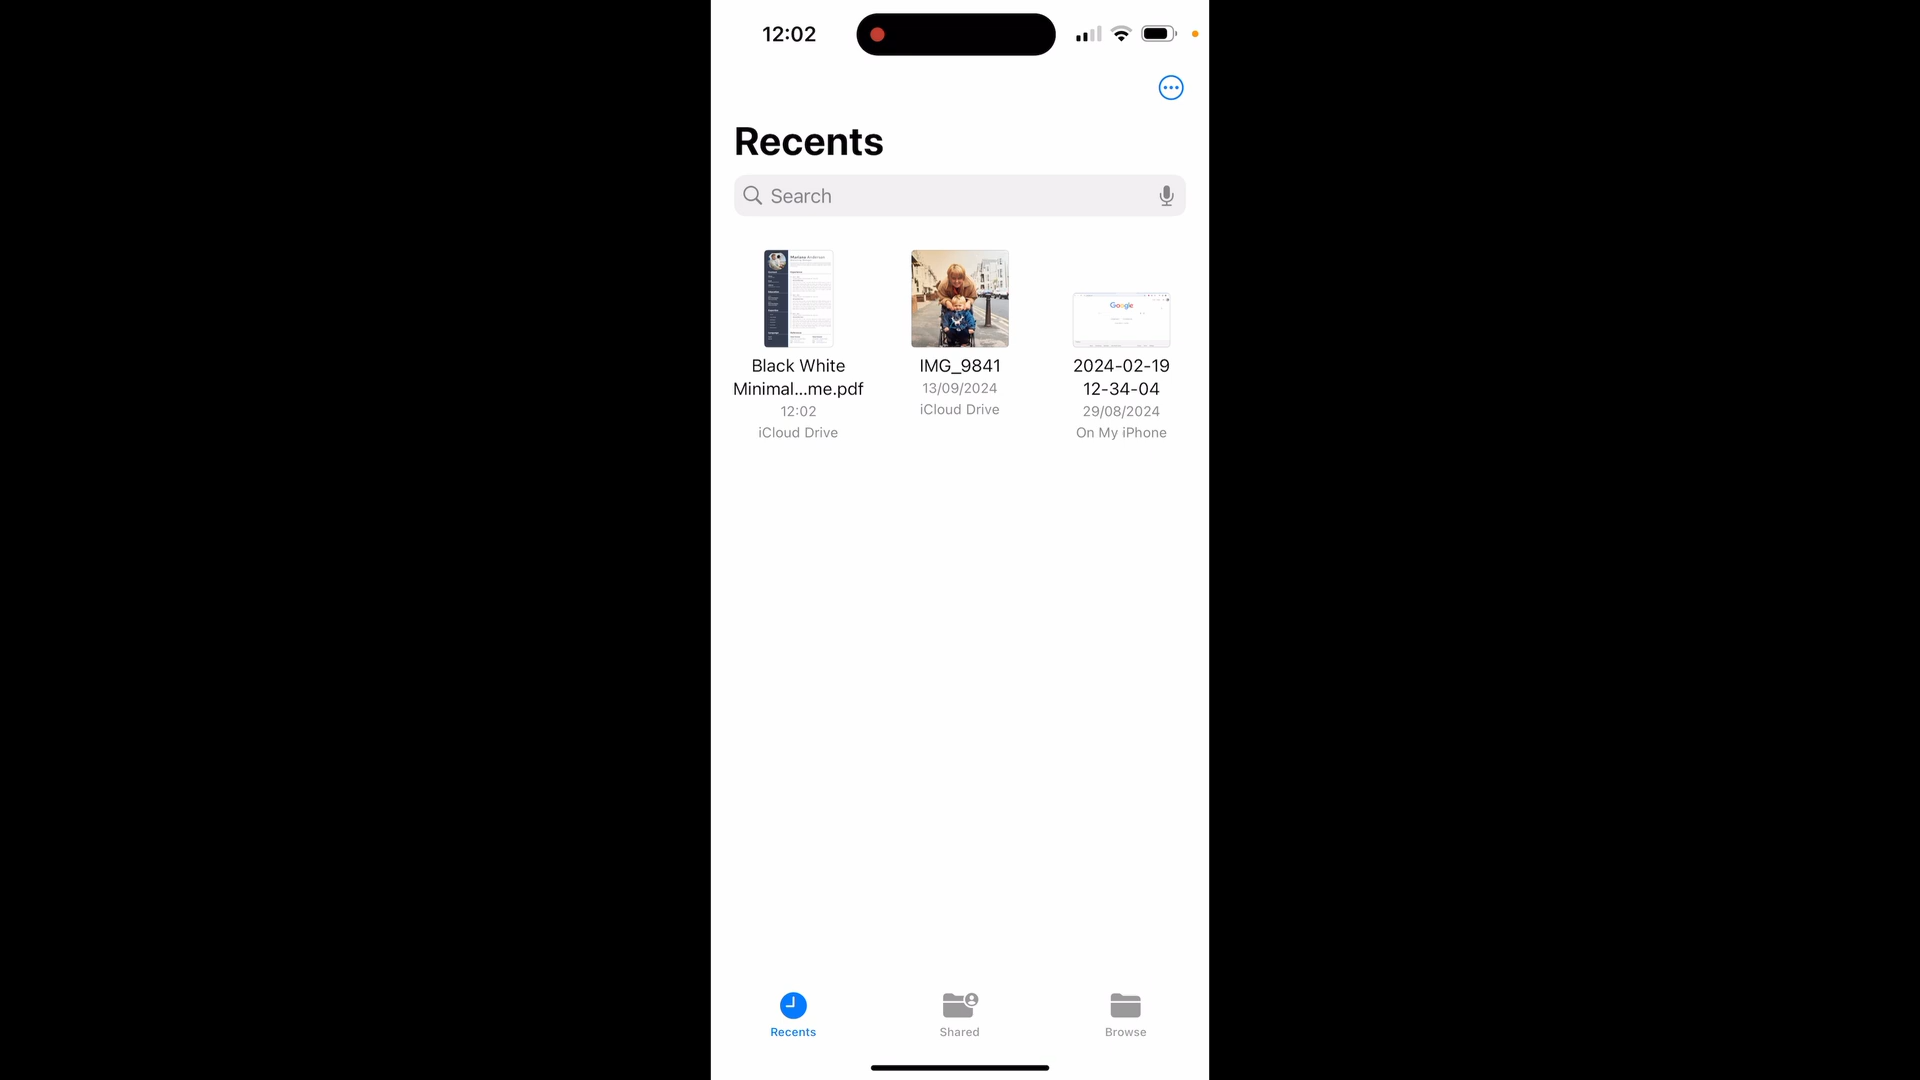 12:02
Recents
Search
Google
Black White
Minimal...me.pdf
12:02
iCloud Drive
IMG_9841
13/09/2024
iCloud Drive
2024-02-19
12-34-04
29/08/2024
On My iPhone
Recents
Shared
Browse